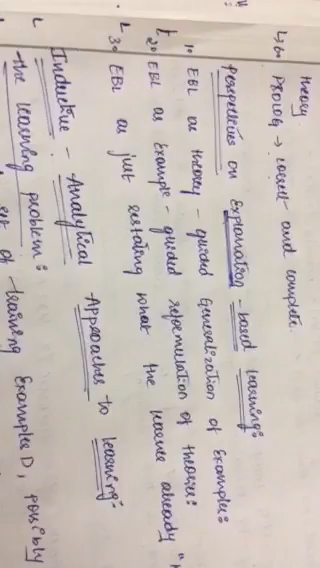 theory.
PROLOG → correct and complete.
Perspectives on Explanation-based learning:
1. EBL as theory-guided Generalization of Examples:
2. EBL as Example-guided reformulation of theories:
3. EBL as just restating what the learner already "
Inductive - Analytical Approaches to learning:
-the learning problem:
set of training Examples D, possibly